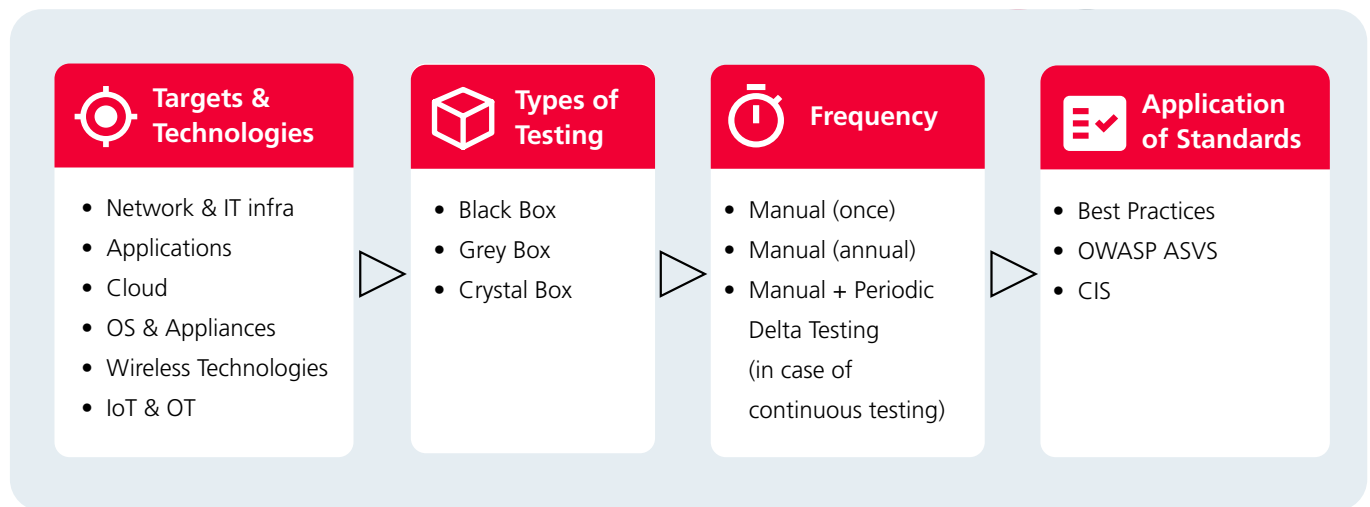 Targets &
Technologies
• Network & IT infra
• Applications
• Cloud
• OS & Appliances
• Wireless Technologies
• IoT & OT
Types of
Testing
• Black Box
• Grey Box
• Crystal Box
Frequency
• Manual (once)
• Manual (annual)
• Manual + Periodic
Delta Testing
(in case of
continuous testing)
Application
of Standards
• Best Practices
• OWASP ASVS
• CIS